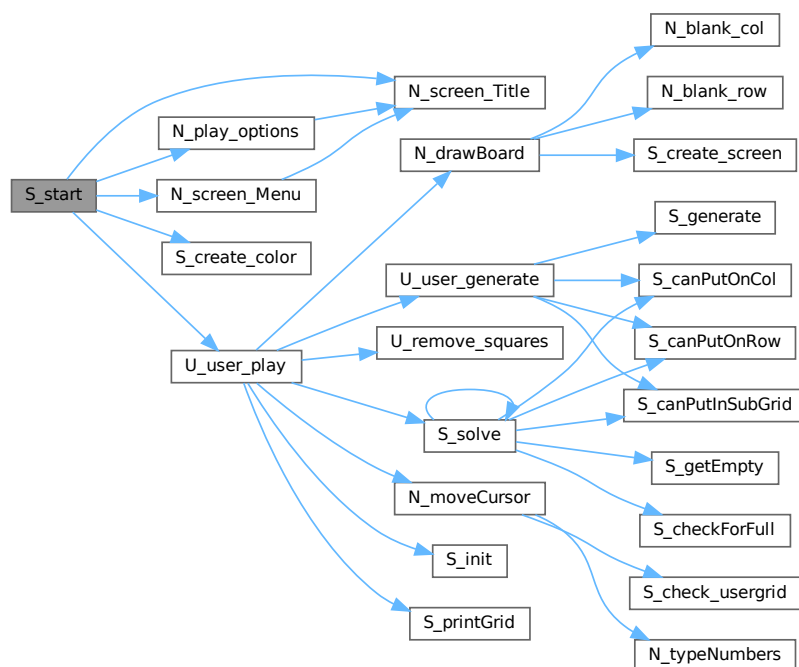 S_start
N_screen_Title
N_play_options
N_screen_Menu
S_create_color
U_user_play
N_drawBoard
N_blank_col
N_blank_row
S_create_screen
U_user_generate
S_generate
S_canPutOnCol
S_canPutOnRow
S_canPutInSubGrid
U_remove_squares
S_solve
S_getEmpty
S_checkForFull
N_moveCursor
S_check_usergrid
N_typeNumbers
S_init
S_printGrid